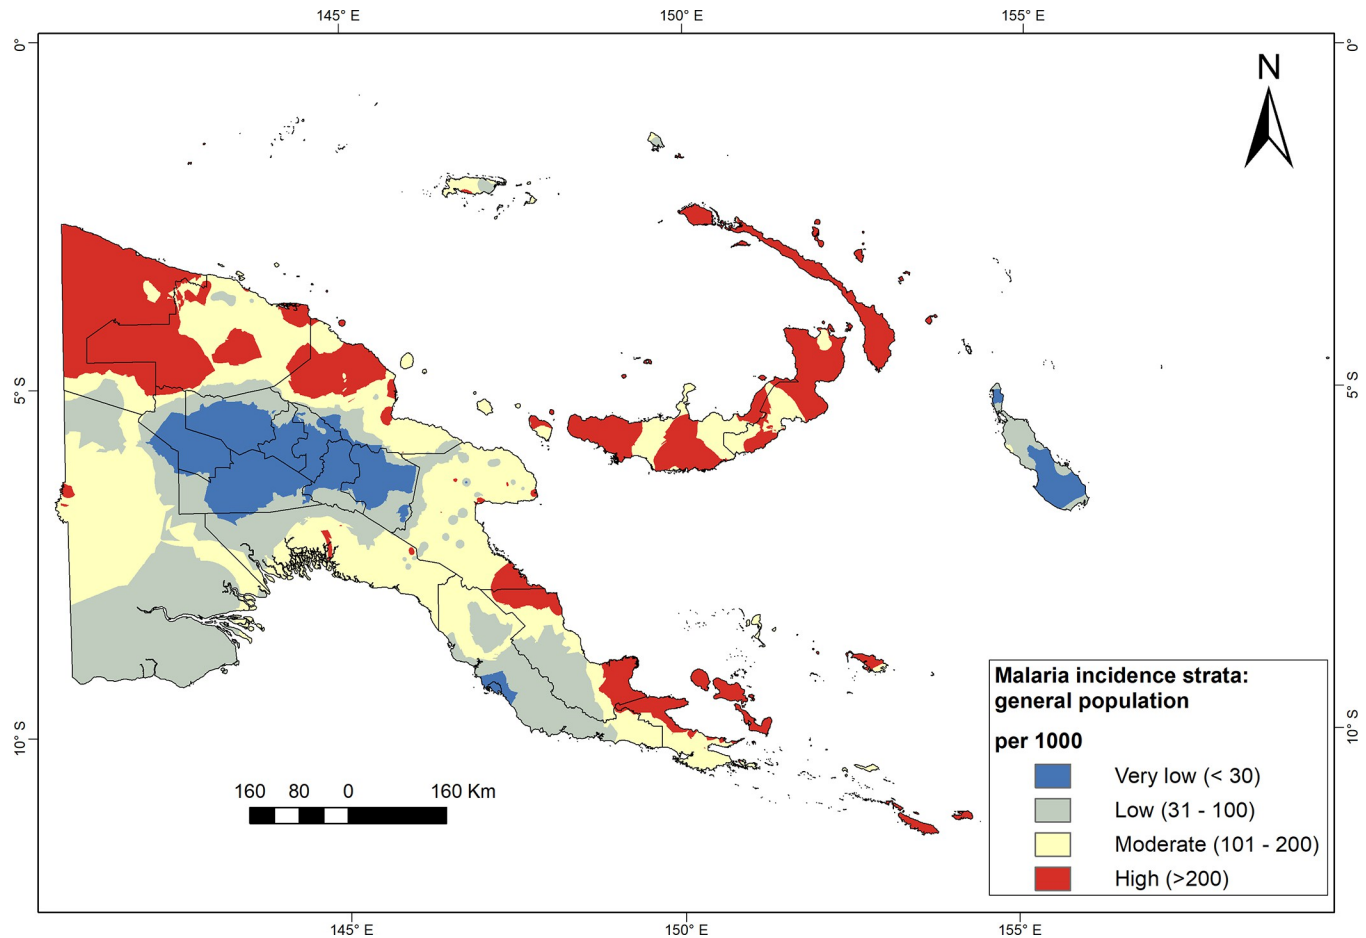 145° E 150° E 155° E
0° 0°
N
5° S 5° S
10° S 10° S
Malaria incidence strata:
general population
per 1000
Very low (< 30)
Low (31 - 100)
Moderate (101 - 200)
High (>200)
160 80 0 160 Km
145° E 150° E 155° E